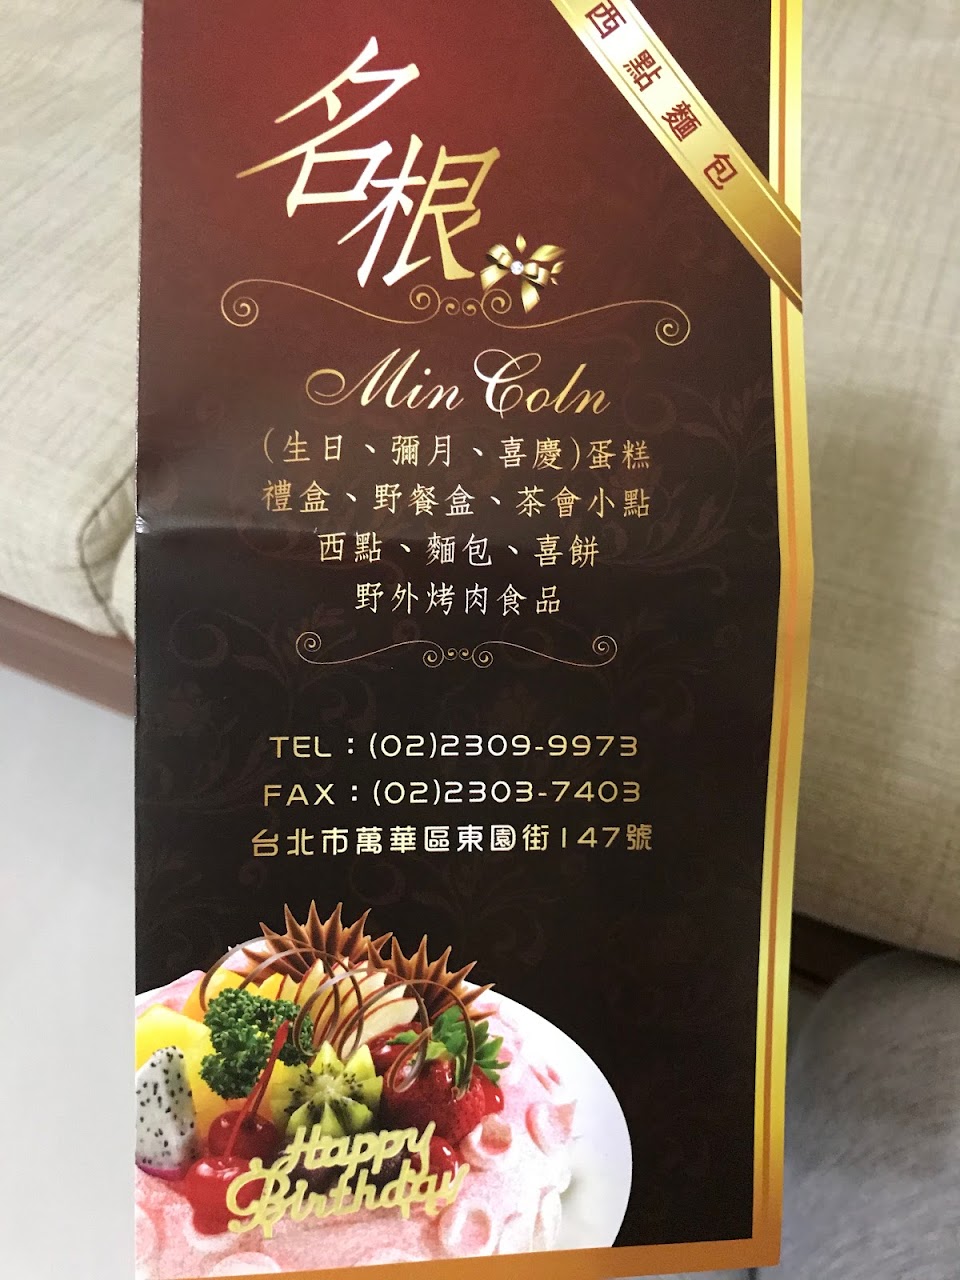 西點麵包
名根
Min Coln
(生日、彌月、喜慶)蛋糕
禮盒、野餐盒、茶會小點
西點、麵包、喜餅
野外烤肉食品
TEL：(02)2309-9973
FAX：(02)2303-7403
台北市萬華區東園街147號
Happy
Birthday